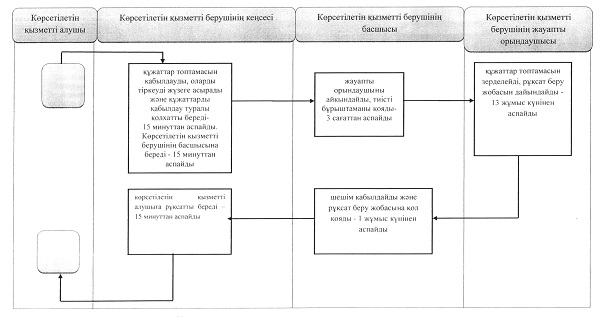 Көрсетілетін қызметті алушы
Көрсетілетін қызметті берушінің кеңсесі
Көрсетілетін қызметті берушінің басшысы
Көрсетілетін қызметті берушінің жауапты орындаушысы
құжаттар топтамасын
қабылдауды, оларды
тіркеуді жүзеге асырады
және құжаттарды
қабылдау туралы
қолхатты береді-
15 минуттан аспайды.
Көрсетілетін қызметті
берушінің басшысына
береді - 15 минуттан
аспайды
жауапты
орындаушыны
айқындайды, тиісті
бұрыштаманы қояды-
3 сағаттан аспайды
құжаттар топтамасын
зерделейді, рұқсат беру
жобасын дайындайды -
13 жұмыс күнінен
аспайды
шешім қабылдайды және
рұқсат беру жобасына қол
қояды - 1 жұмыс күнінен
аспайды
көрсетілетін қызметті
алушыға рұқсатты береді -
15 минуттан аспайды